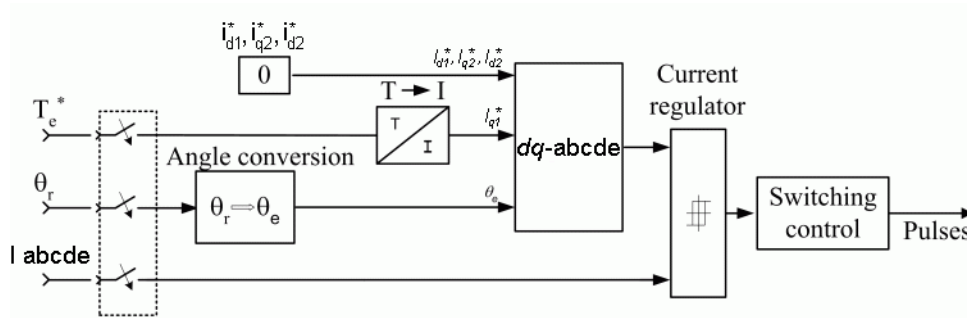 i*d1, i*q2, i*d2
0
I*d1, I*q2, I*d2
Te*
T → I
T
I
I*q1
Current
regulator
Angle conversion
dq-abcde
θr
θr ⟹ θe
θe
Switching
control
Pulses
I abcde